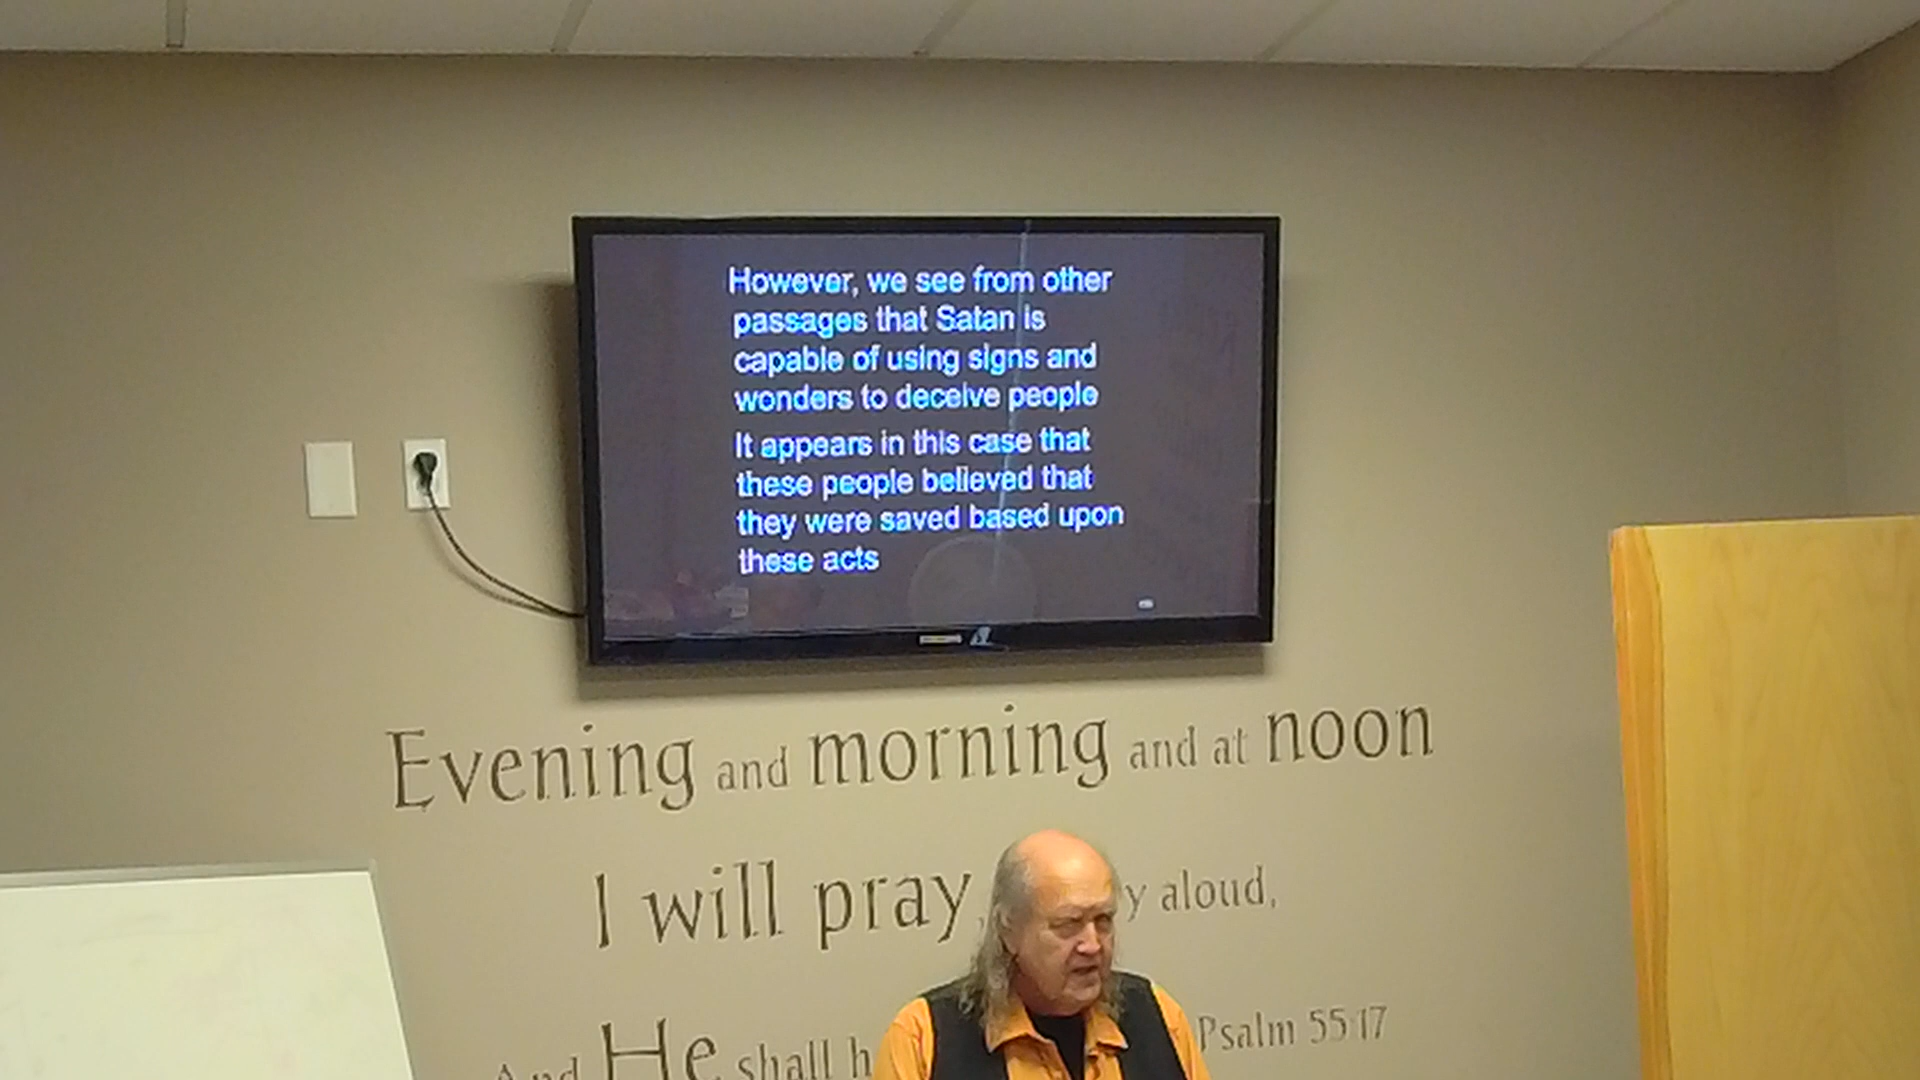 However, we see from other
passages that Satan is
capable of using signs and
wonders to deceive people
It appears in this case that
these people believed that
they were saved based upon
these acts
Evening and morning and at noon
I will pray, y aloud,
And He shall h
Psalm 55:17